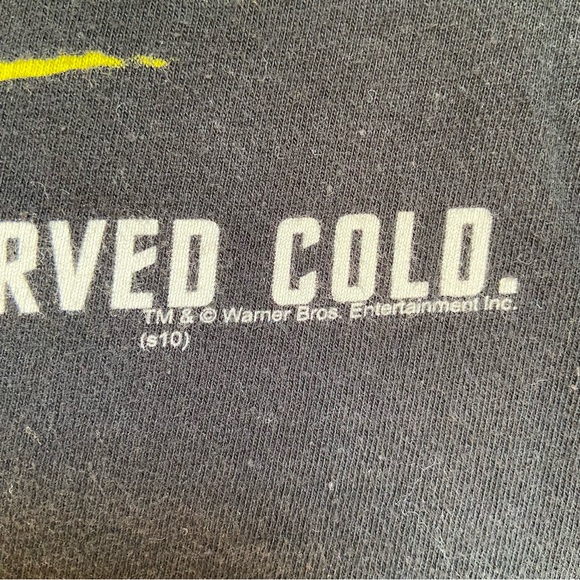 RVED COLD.
TM & © Warner Bros. Entertainment Inc.
(s10)